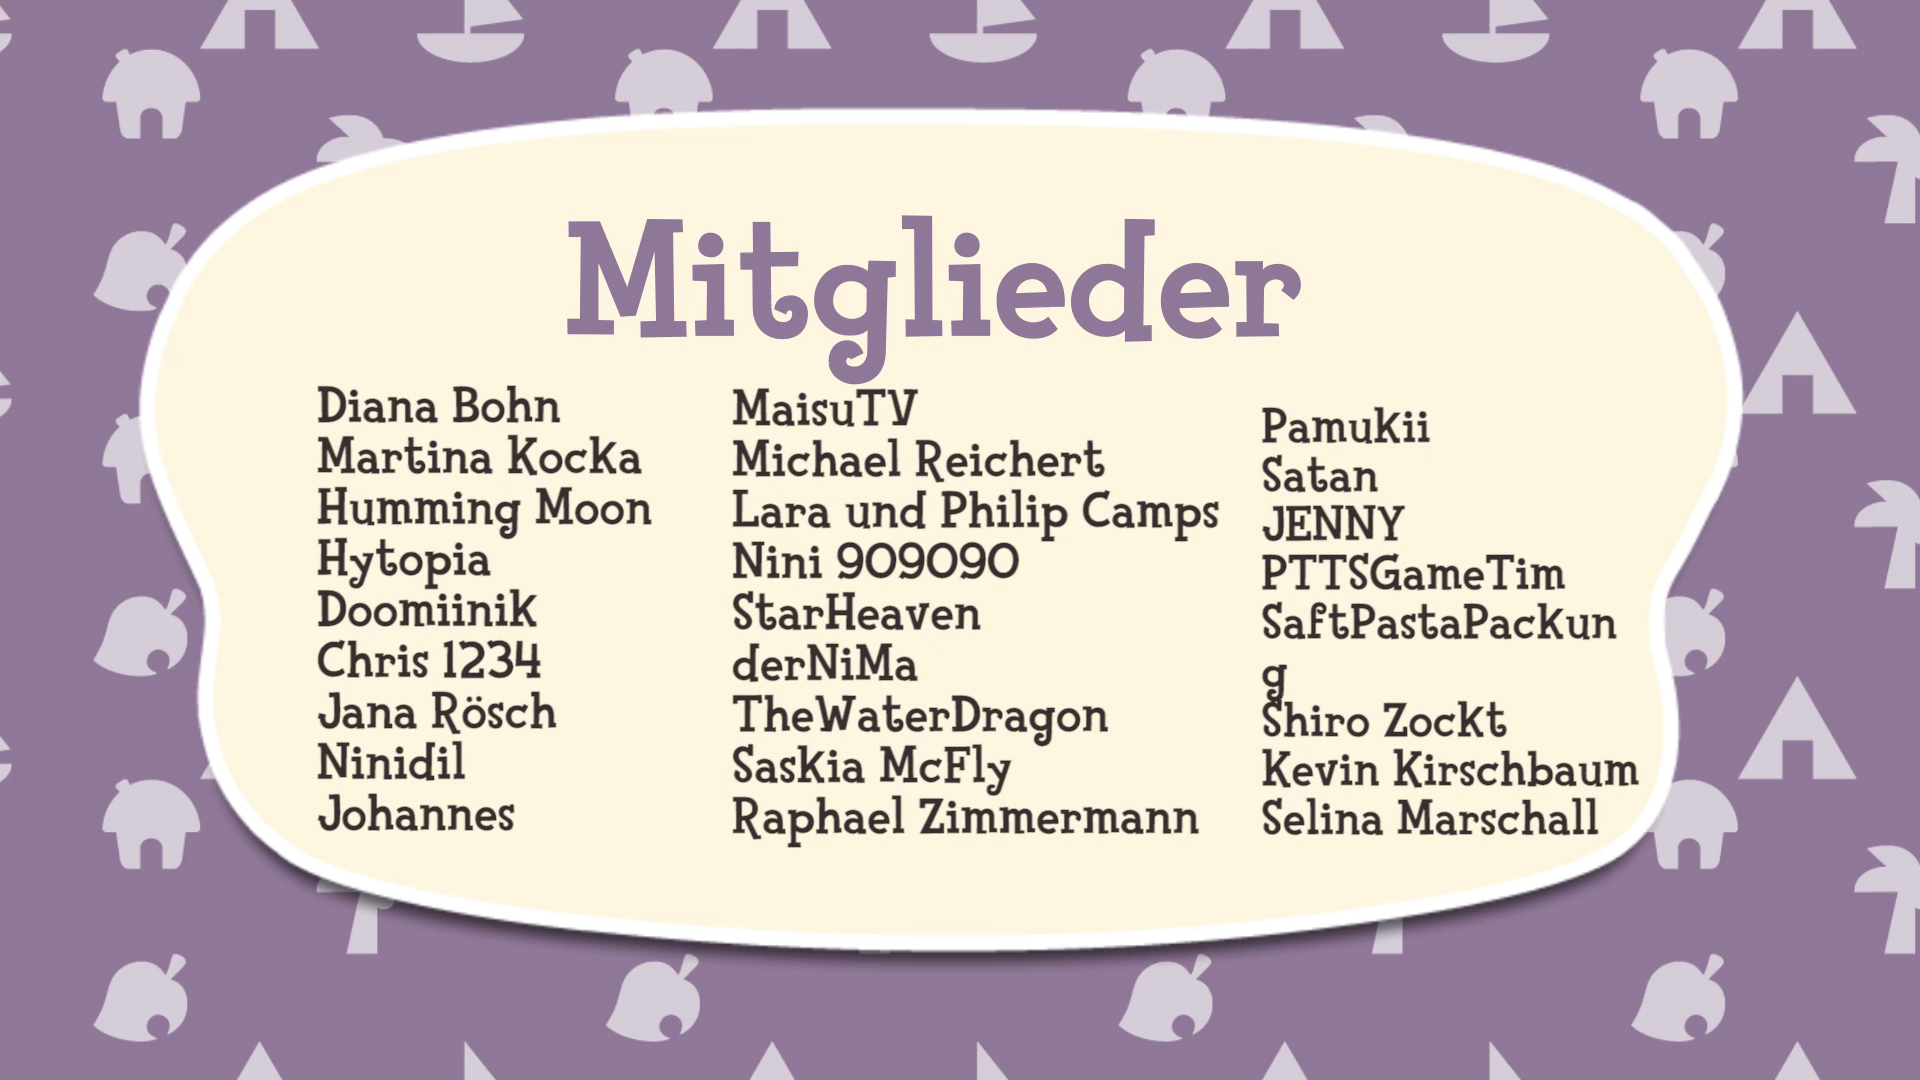 Mitglieder
Diana Bohn
Martina Kocka
Humming Moon
Hytopia
Doomiinik
Chris 1234
Jana Rösch
Ninidil
Johannes
MaisuTV
Michael Reichert
Lara und Philip Camps
Nini 909090
StarHeaven
derNiMa
TheWaterDragon
Saskia McFly
Raphael Zimmermann
Pamukii
Satan
JENNY
PTTSGameTim
SaftPastaPackun
g
Shiro Zockt
Kevin Kirschbaum
Selina Marschall